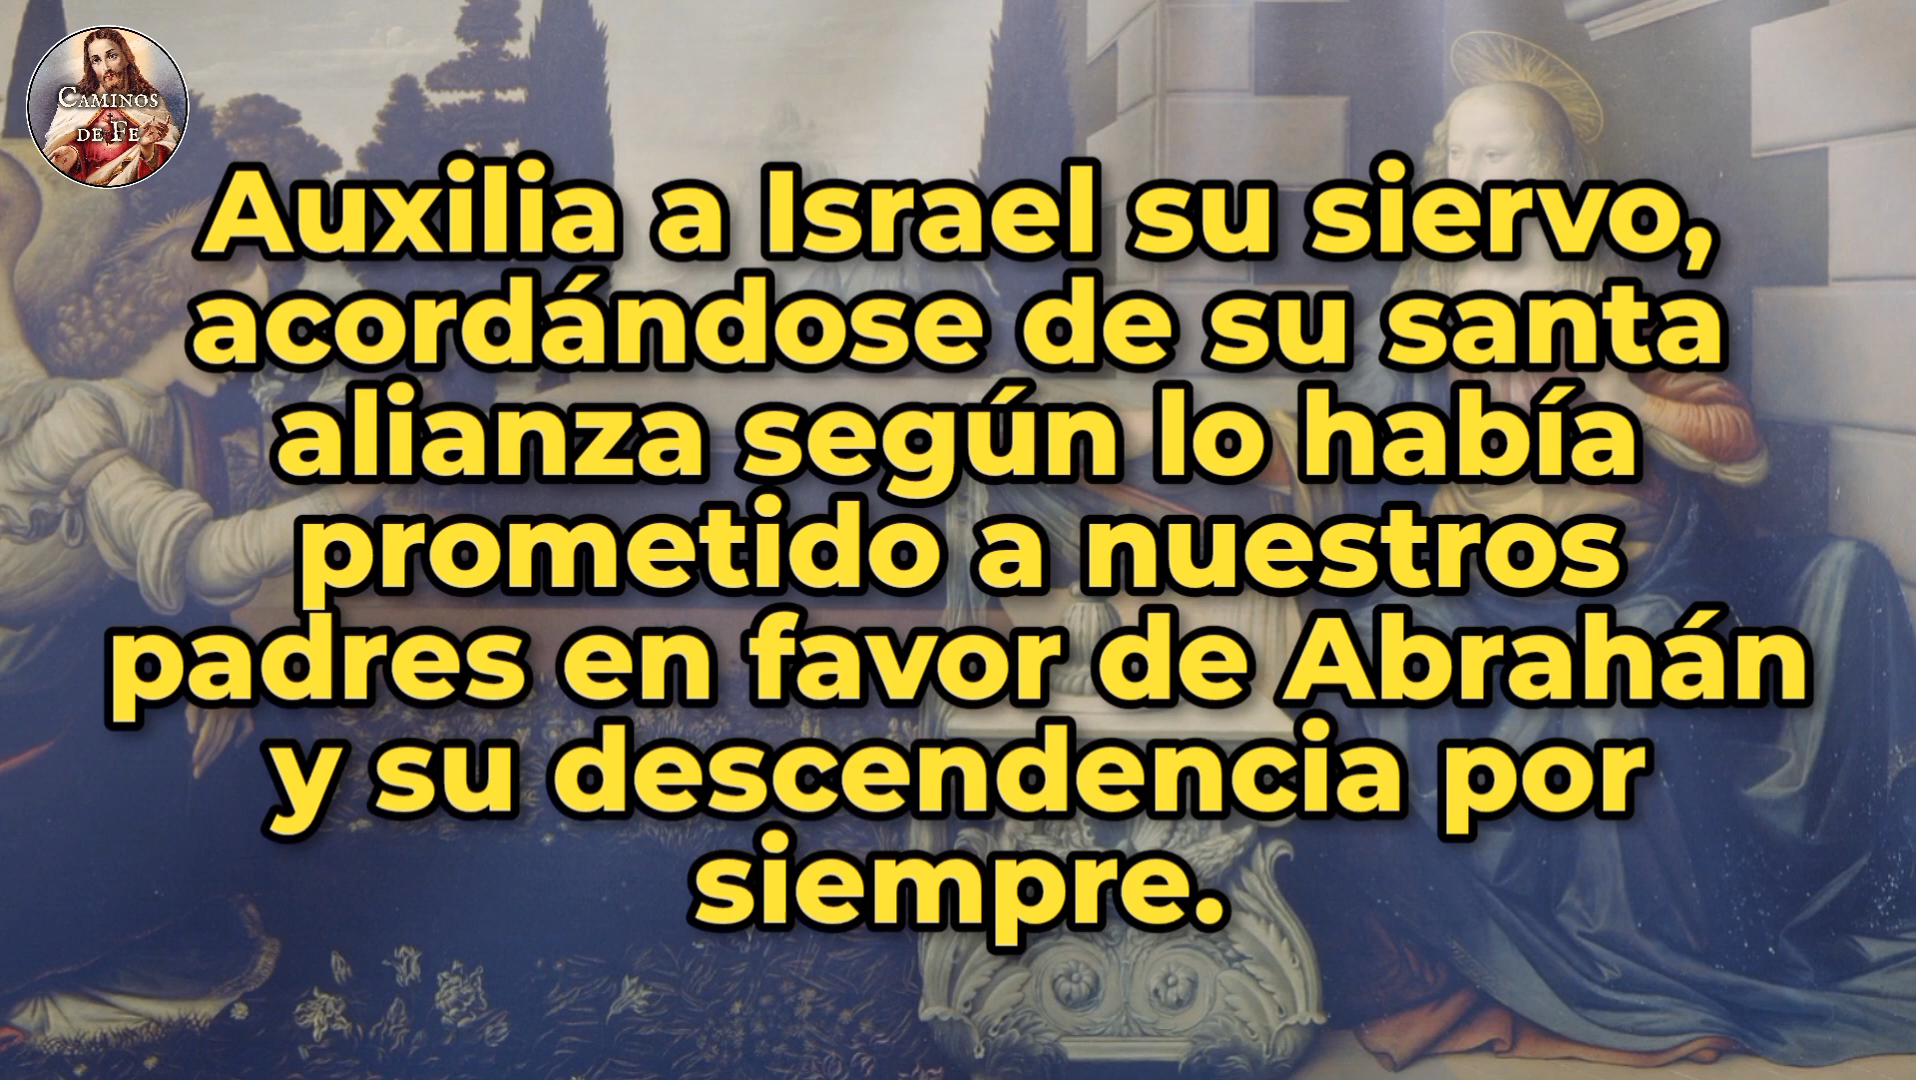 CAMINOS
DE FE
Auxilia a Israel su siervo,
acordándose de su santa
alianza según lo había
prometido a nuestros
padres en favor de Abrahán
y su descendencia por
siempre.